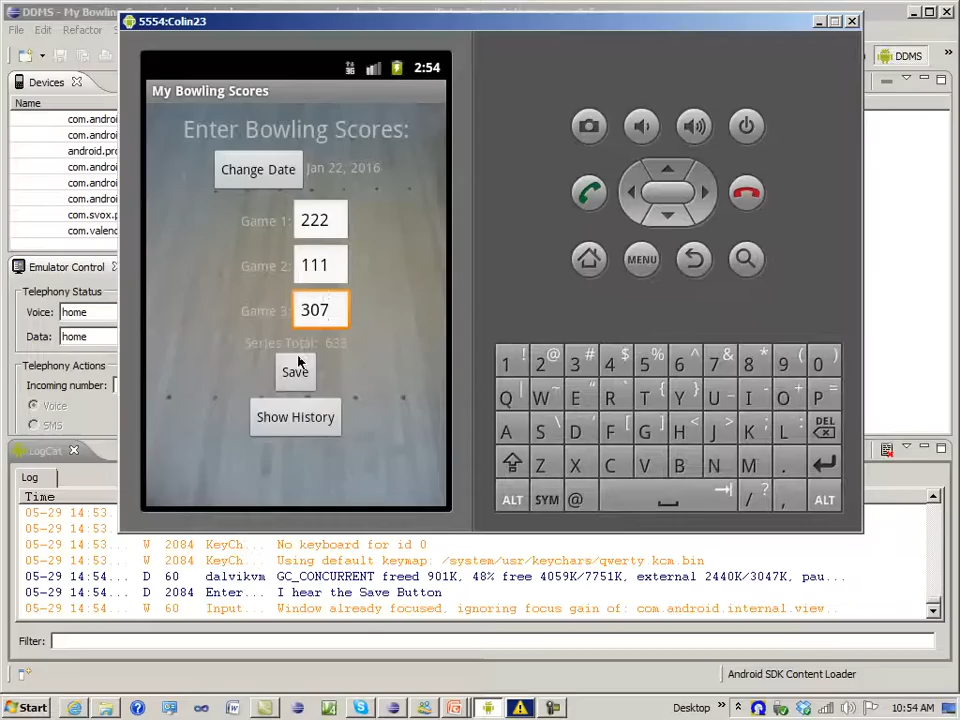 DDMS - My Bowling
5554:Colin23
File Edit Refactor
DDMS
Devices
Name
com.androi
com.androi
android.pro
com.androi
com.androi
com.androi
com.svox.p
com.valenc
Emulator Control
Telephony Status
Voice: home
Data: home
Telephony Actions
Incoming number:
Voice
SMS
2:54
My Bowling Scores
Enter Bowling Scores:
Change Date Jan 22, 2016
Game 1: 222
Game 2: 111
Game 3: 307
Series Total: 633
Save
Show History
MENU
1 ! 2 @ 3 # 4 $ 5 % 6 ^ 7 & 8 * 9 ( 0 )
Q W ~ E " R ` T { Y } U _ I - O + P =
A S \ D ' F [ G ] H < J > K ; L : DEL
Z X C V B N M .
ALT SYM @ / ? , ALT
LogCat
Log
Time
05-29 14:53.
05-29 14:53.
05-29 14:53... W 2084 KeyCh... No keyboard for id 0
05-29 14:53... W 2084 KeyCh... Using default keymap: /system/usr/keychars/qwerty kcm.bin
05-29 14:54... D 60 dalvikvm GC_CONCURRENT freed 901K, 48% free 4059K/7751K, external 2440K/3047K, pau...
05-29 14:54... D 2084 Enter... I hear the Save Button
05-29 14:54... W 60 Input... Window already focused, ignoring focus gain of: com.android.internal.view..
Filter:
Android SDK Content Loader
Start
Desktop
10:54 AM